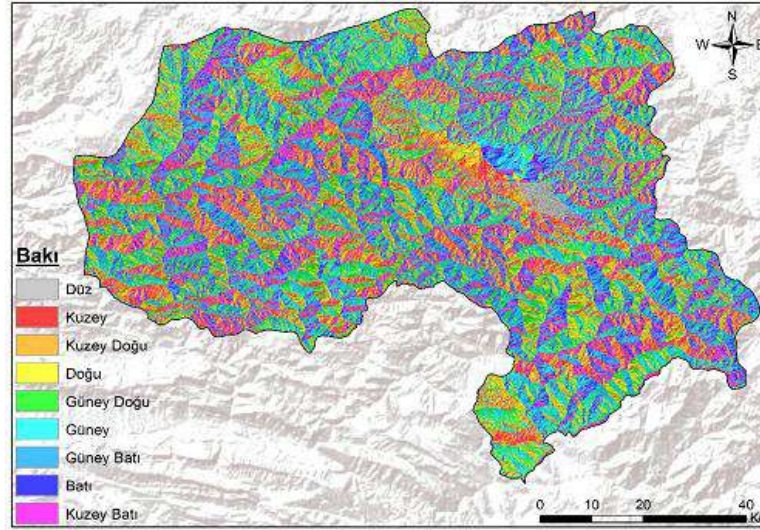 N
W E
S
Bakı
Düz
Kuzey
Kuzey Doğu
Doğu
Güney Doğu
Güney
Güney Batı
Batı
Kuzey Batı
0 10 20 40